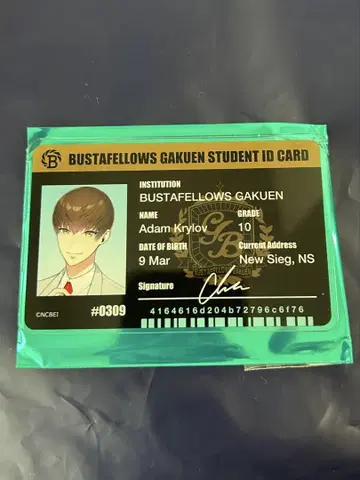 B BUSTAFELLOWS GAKUEN STUDENT ID CARD
INSTITUTION
BUSTAFELLOWS GAKUEN
NAME GRADE
Adam Krylov 10
DATE OF BIRTH Current Address
9 Mar New Sieg, NS
Signature
©NCBEI #0309
4164616d204b72796c6f76